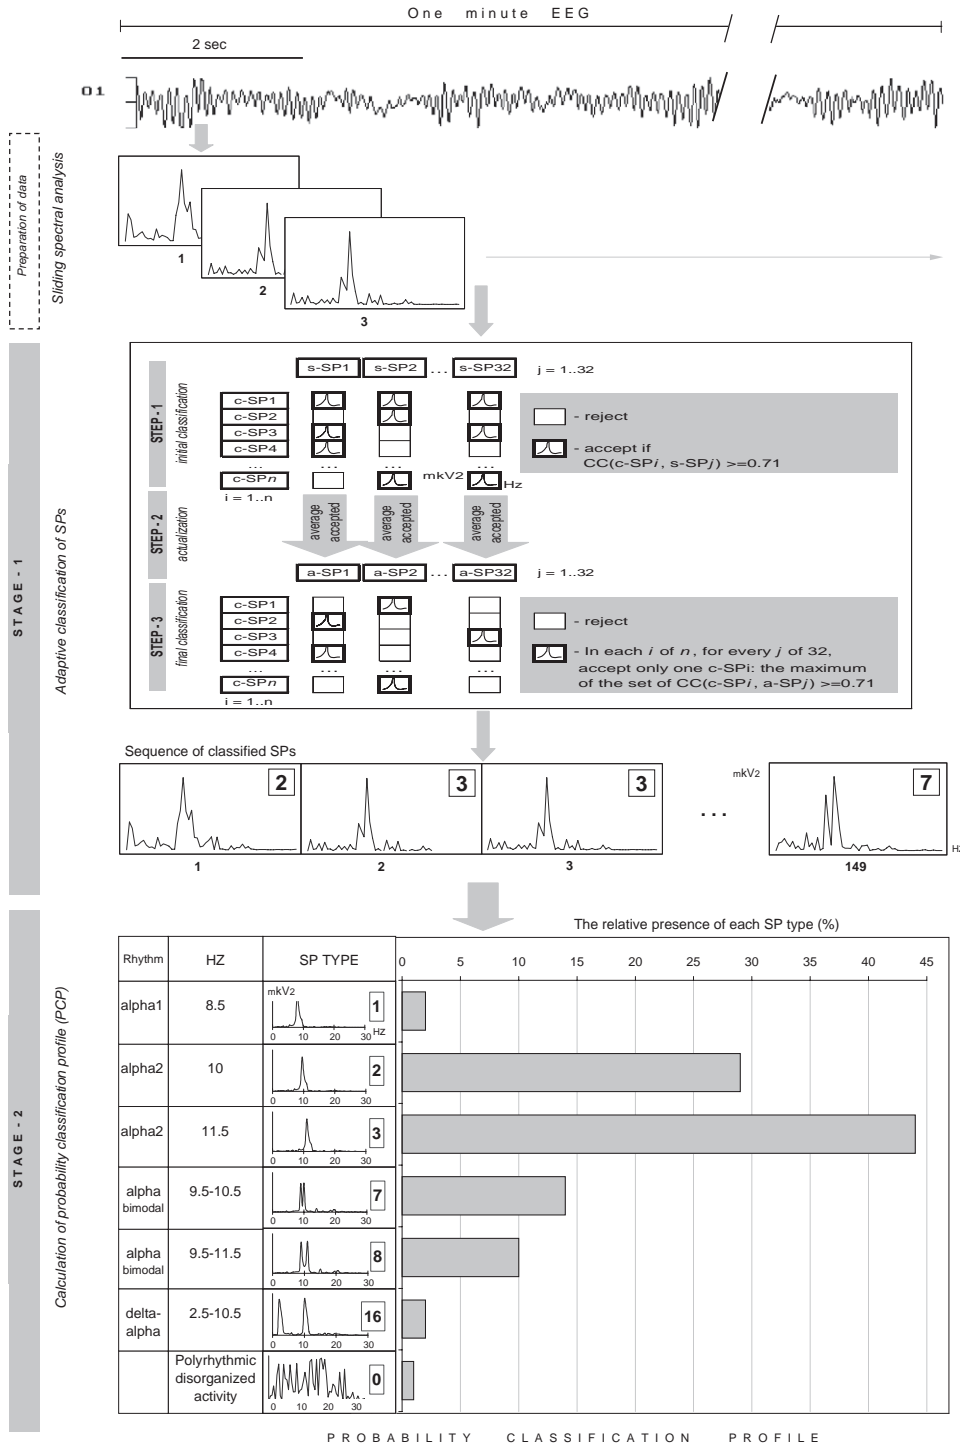 One minute EEG
2 sec
O1
Preparation of data
Sliding spectral analysis
1
2
3
STAGE - 1
Adaptive classification of SPs
STEP - 1
initial classification
s-SP1 s-SP2 ... s-SP32 j = 1..32
c-SP1
c-SP2
c-SP3
c-SP4
... ... ... ...
c-SPn
i = 1..n
mkV2
Hz
- reject
- accept if
CC(c-SPi, s-SPj) >=0.71
STEP - 2
actualization
average accepted
average accepted
average accepted
a-SP1 a-SP2 ... a-SP32 j = 1..32
STEP - 3
final classification
c-SP1
c-SP2
c-SP3
c-SP4
... ... ... ...
c-SPn
i = 1..n
- reject
- In each i of n, for every j of 32,
accept only one c-SPi: the maximum
of the set of CC(c-SPi, a-SPj) >=0.71
Sequence of classified SPs
2 3 3 ... mkV2 7
Hz
1 2 3 149
STAGE - 2
Calculation of probability classification profile (PCP)
The relative presence of each SP type (%)
Rhythm HZ SP TYPE 0 5 10 15 20 25 30 35 40 45
alpha1 8.5 mkV2 1
0 10 20 30 Hz
alpha2 10 2
0 10 20 30
alpha2 11.5 3
0 10 20 30
alpha 9.5-10.5 7
bimodal
0 10 20 30
alpha 9.5-11.5 8
bimodal
0 10 20 30
delta- 2.5-10.5 16
alpha
0 10 20 30
Polyrhythmic
disorganized 0
activity
0 10 20 30
PROBABILITY CLASSIFICATION PROFILE